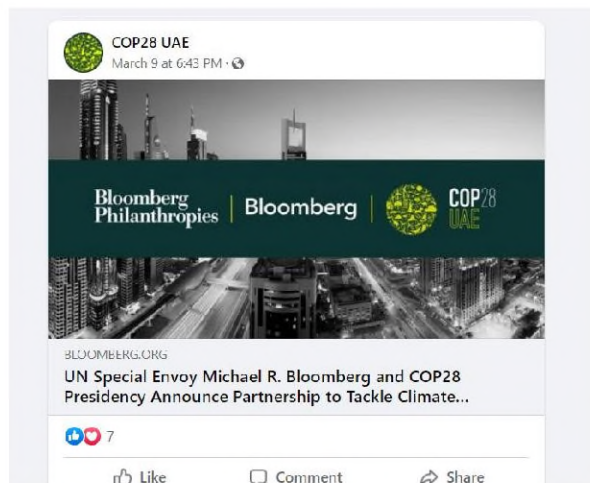 COP28 UAE
March 9 at 6:43 PM ·
Bloomberg
Philanthropies
Bloomberg
COP28
UAE
BLOOMBERG.ORG
UN Special Envoy Michael R. Bloomberg and COP28
Presidency Announce Partnership to Tackle Climate...
7
Like Comment Share